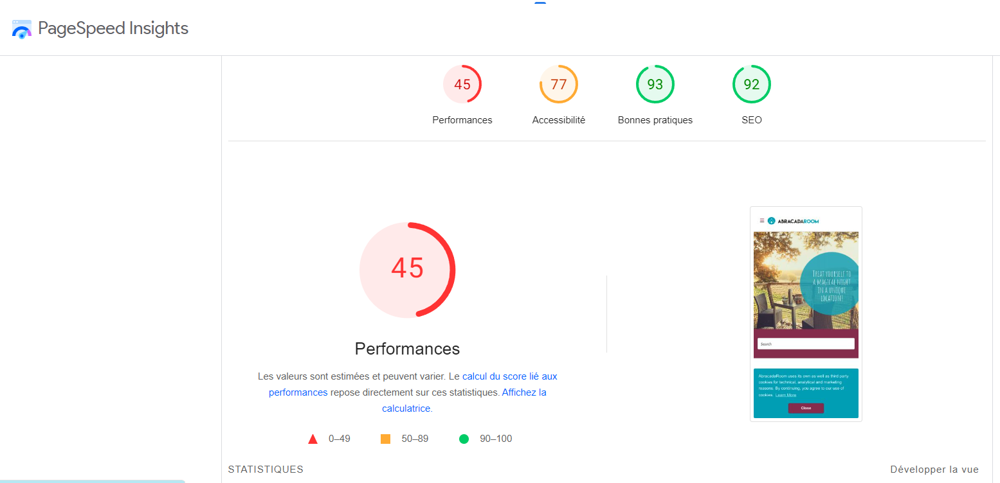 PageSpeed Insights
45 77 93 92
Performances Accessibilité Bonnes pratiques SEO
45
Performances
Les valeurs sont estimées et peuvent varier. Le calcul du score lié aux
performances repose directement sur ces statistiques. Affichez la
calculatrice.
0–49 50–89 90–100
ABRACADAROOM
TREAT YOURSELF TO
A MAGICAL NIGHT
IN A UNIQUE
LOCATION!
Search
AbracadaRoom uses its own as well as third party
cookies for technical, analytical and marketing
reasons. By continuing, you agree to our use of
cookies. Learn More
Close
STATISTIQUES Développer la vue